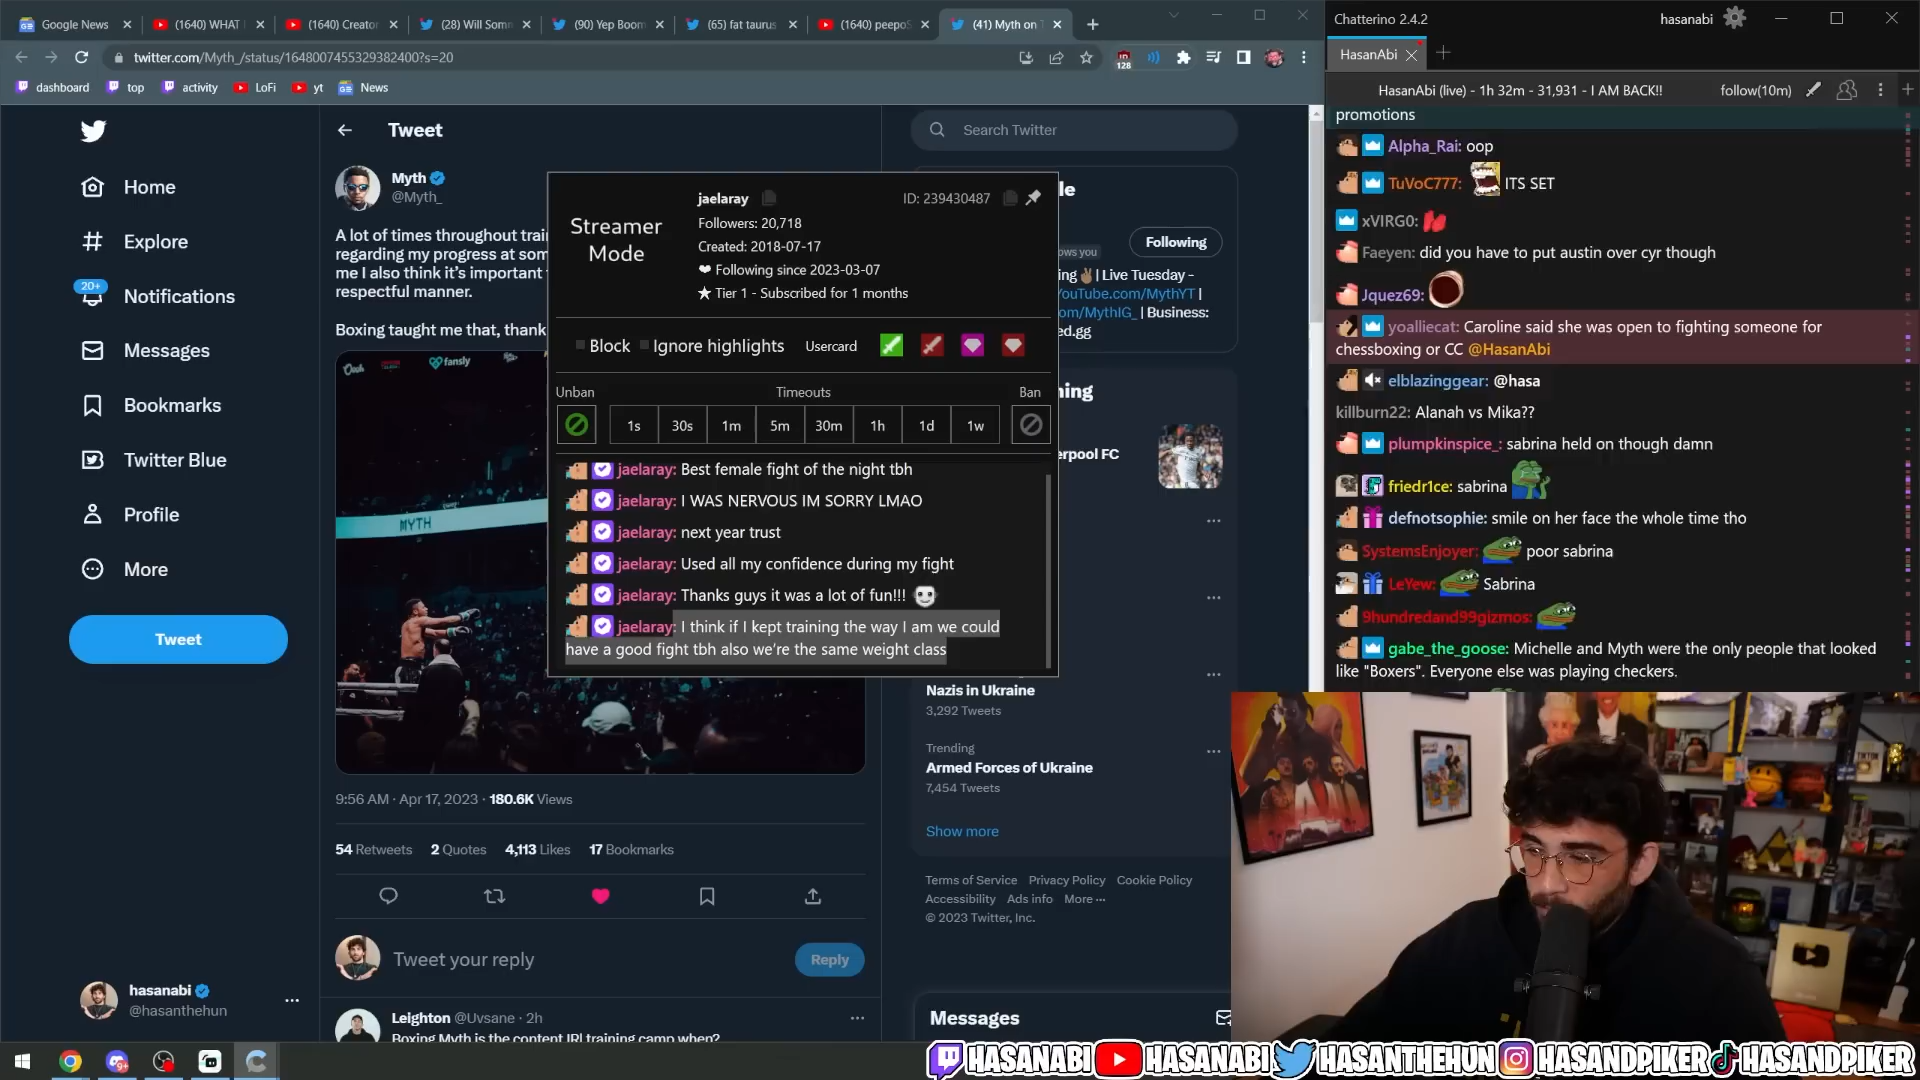 Google News
(1640) WHAT I
(1640) Creator
(28) Will Somm
(90) Yep Boom
(65) fat taurus
(1640) peepoS
(41) Myth on T
twitter.com/Myth_/status/1648007455329382400?s=20
128
dashboard
top
activity
LoFi
yt
News
Home
Explore
20+
Notifications
Messages
Bookmarks
Twitter Blue
Profile
More
Tweet
hasanabi
@hasanthehun
Tweet
Myth
@Myth_
A lot of times throughout trai
regarding my progress at som
me I also think it's important
respectful manner.
Boxing taught me that, thank
fansly
MYTH
9:56 AM · Apr 17, 2023 · 180.6K Views
54 Retweets 2 Quotes 4,113 Likes 17 Bookmarks
Tweet your reply
Reply
Leighton @Uvsane · 2h
Boxing Myth is the content IRL training camp when?
Streamer
Mode
jaelaray
ID: 239430487
Followers: 20,718
Created: 2018-07-17
Following since 2023-03-07
Tier 1 - Subscribed for 1 months
Block
Ignore highlights
Usercard
Unban
Timeouts
Ban
1s
30s
1m
5m
30m
1h
1d
1w
jaelaray: Best female fight of the night tbh
jaelaray: I WAS NERVOUS IM SORRY LMAO
jaelaray: next year trust
jaelaray: Used all my confidence during my fight
jaelaray: Thanks guys it was a lot of fun!!!
jaelaray: I think if I kept training the way I am we could
have a good fight tbh also we're the same weight class
Search Twitter
le
ows you
Following
ing | Live Tuesday -
YouTube.com/MythYT |
om/MythIG_ | Business:
ed.gg
ning
erpool FC
Nazis in Ukraine
3,292 Tweets
Trending
Armed Forces of Ukraine
7,454 Tweets
Show more
Terms of Service Privacy Policy Cookie Policy
Accessibility Ads info More ···
© 2023 Twitter, Inc.
Messages
Chatterino 2.4.2
hasanabi
HasanAbi
HasanAbi (live) - 1h 32m - 31,931 - I AM BACK!!
follow(10m)
promotions
Alpha_Rai: oop
TuVoC777: ITS SET
xVIRG0:
Faeyen: did you have to put austin over cyr though
Jquez69:
yoalliecat: Caroline said she was open to fighting someone for
chessboxing or CC @HasanAbi
elblazinggear: @hasa
killburn22: Alanah vs Mika??
plumpkinspice_: sabrina held on though damn
friedr1ce: sabrina
defnotsophie: smile on her face the whole time tho
SystemsEnjoyer: poor sabrina
LeYew: Sabrina
9hundredand99gizmos:
gabe_the_goose: Michelle and Myth were the only people that looked
like "Boxers". Everyone else was playing checkers.
HASANABI
HASANABI
HASANTHEHUN
HASANDPIKER
HASANDPIKER